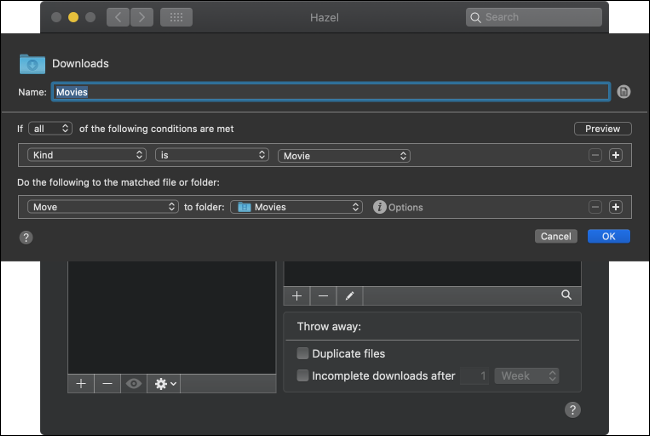 Hazel
Search
Downloads
Name: Movies
If all of the following conditions are met Preview
Kind is Movie
Do the following to the matched file or folder:
Move to folder: Movies i Options
? Cancel OK
Throw away:
Duplicate files
Incomplete downloads after 1 Week
?